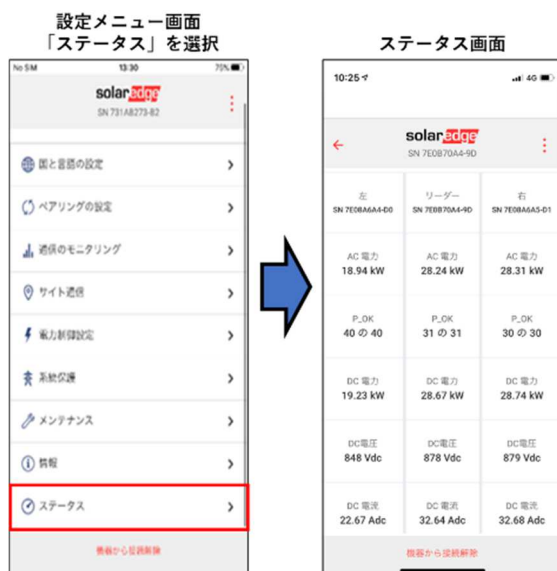 設定メニュー画面
「ステータス」を選択
No SIM 13:30 70%
solaredge
SN 731A8273-82
国と言語の設定
ペアリングの設定
通信のモニタリング
サイト通信
電力制御設定
系統保護
メンテナンス
情報
ステータス
機器から接続解除
ステータス画面
10:25 4G
solaredge
SN 7E0B70A4-9D
左 リーダー 右
SN 7E08A6A4-D0 SN 7E0B70A4-9D SN 7E08A6A5-D1
AC 電力 AC 電力 AC 電力
18.94 kW 28.24 kW 28.31 kW
P_OK P_OK P_OK
40 の 40 31 の 31 30 の 30
DC 電力 DC 電力 DC 電力
19.23 kW 28.67 kW 28.74 kW
DC電圧 DC電圧 DC電圧
848 Vdc 878 Vdc 879 Vdc
DC 電流 DC 電流 DC 電流
22.67 Adc 32.64 Adc 32.68 Adc
機器から接続解除